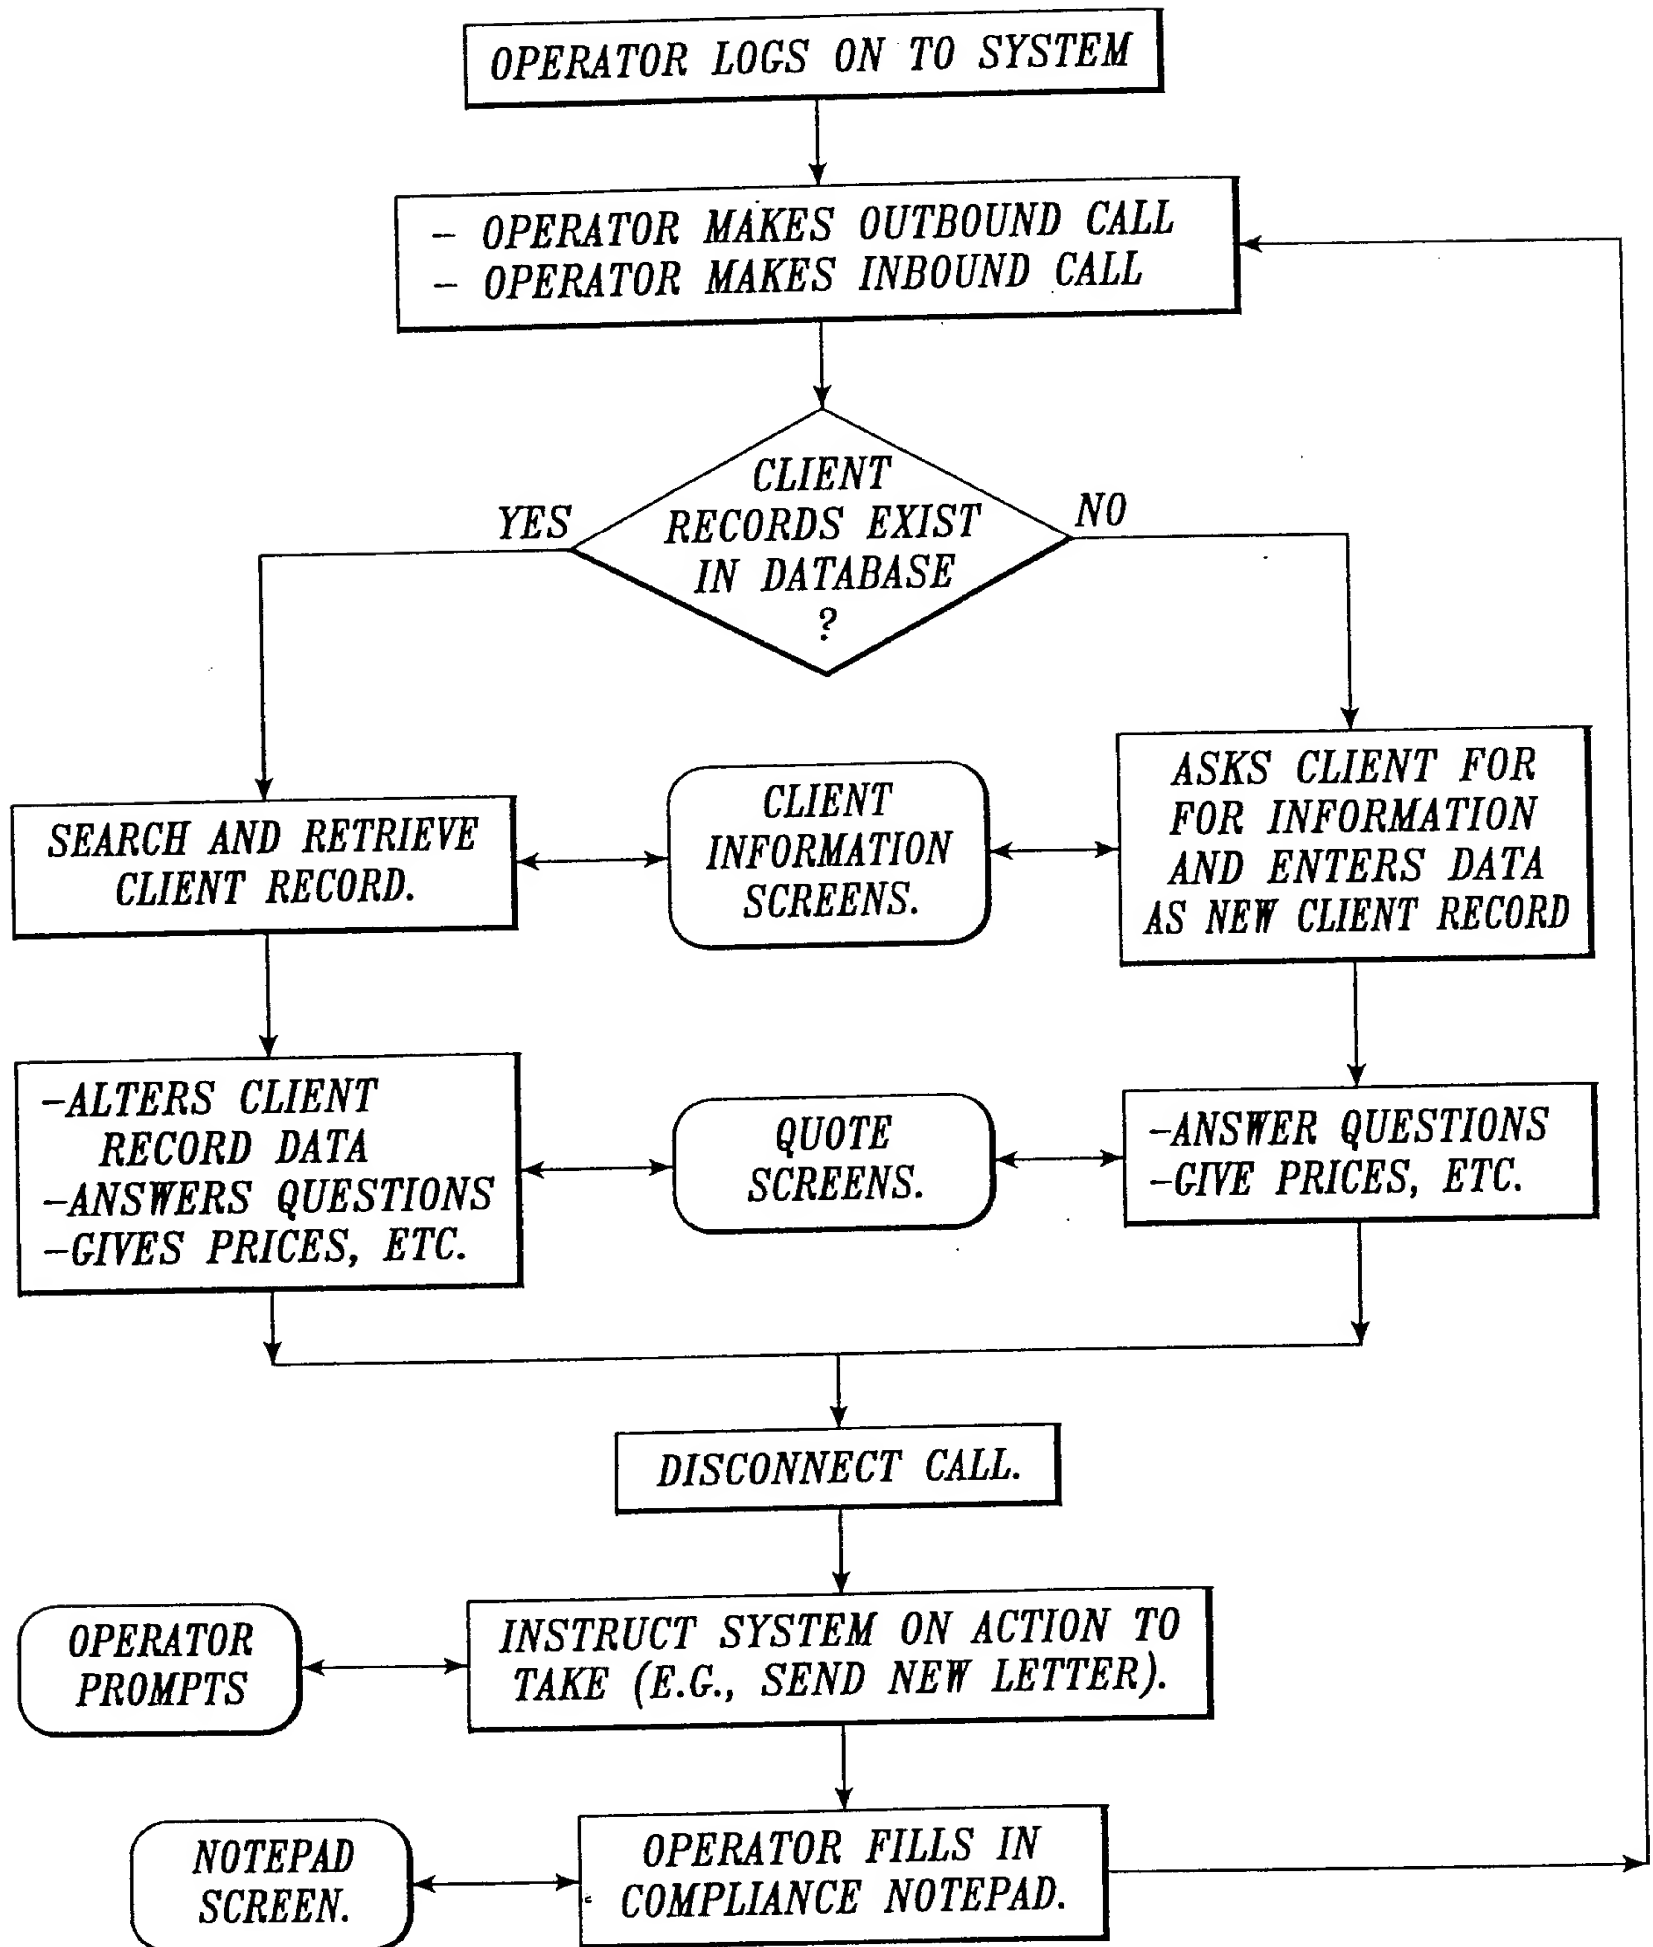 OPERATOR LOGS ON TO SYSTEM
- OPERATOR MAKES OUTBOUND CALL
- OPERATOR MAKES INBOUND CALL
CLIENT
RECORDS EXIST
IN DATABASE
?
YES
NO
SEARCH AND RETRIEVE
CLIENT RECORD.
CLIENT
INFORMATION
SCREENS.
ASKS CLIENT FOR
FOR INFORMATION
AND ENTERS DATA
AS NEW CLIENT RECORD
-ALTERS CLIENT
RECORD DATA
-ANSWERS QUESTIONS
-GIVES PRICES, ETC.
QUOTE
SCREENS.
-ANSWER QUESTIONS
-GIVE PRICES, ETC.
DISCONNECT CALL.
OPERATOR
PROMPTS
INSTRUCT SYSTEM ON ACTION TO
TAKE (E.G., SEND NEW LETTER).
NOTEPAD
SCREEN.
OPERATOR FILLS IN
COMPLIANCE NOTEPAD.